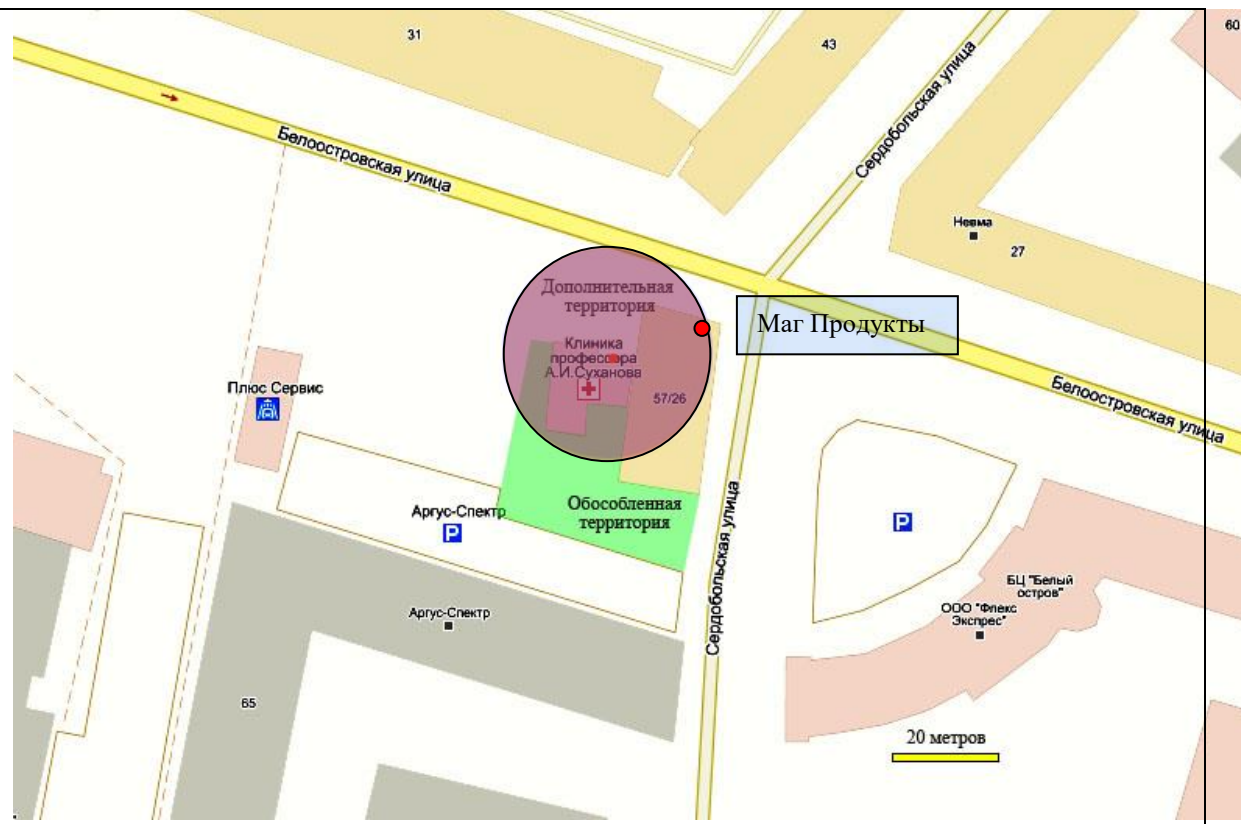 31
43
60
Белоостровская улица
Сердобольская улица
Невма
27
Дополнительная
территория
Маг Продукты
Клиника
профессора
А.И.Суханова
57/26
Плюс Сервис
Белоостровская улица
Обособленная
территория
Аргус-Спектр
P
P
Сердобольская улица
БЦ "Белый
остров"
ООО "Флекс
Экспрес"
Аргус-Спектр
65
20 метров